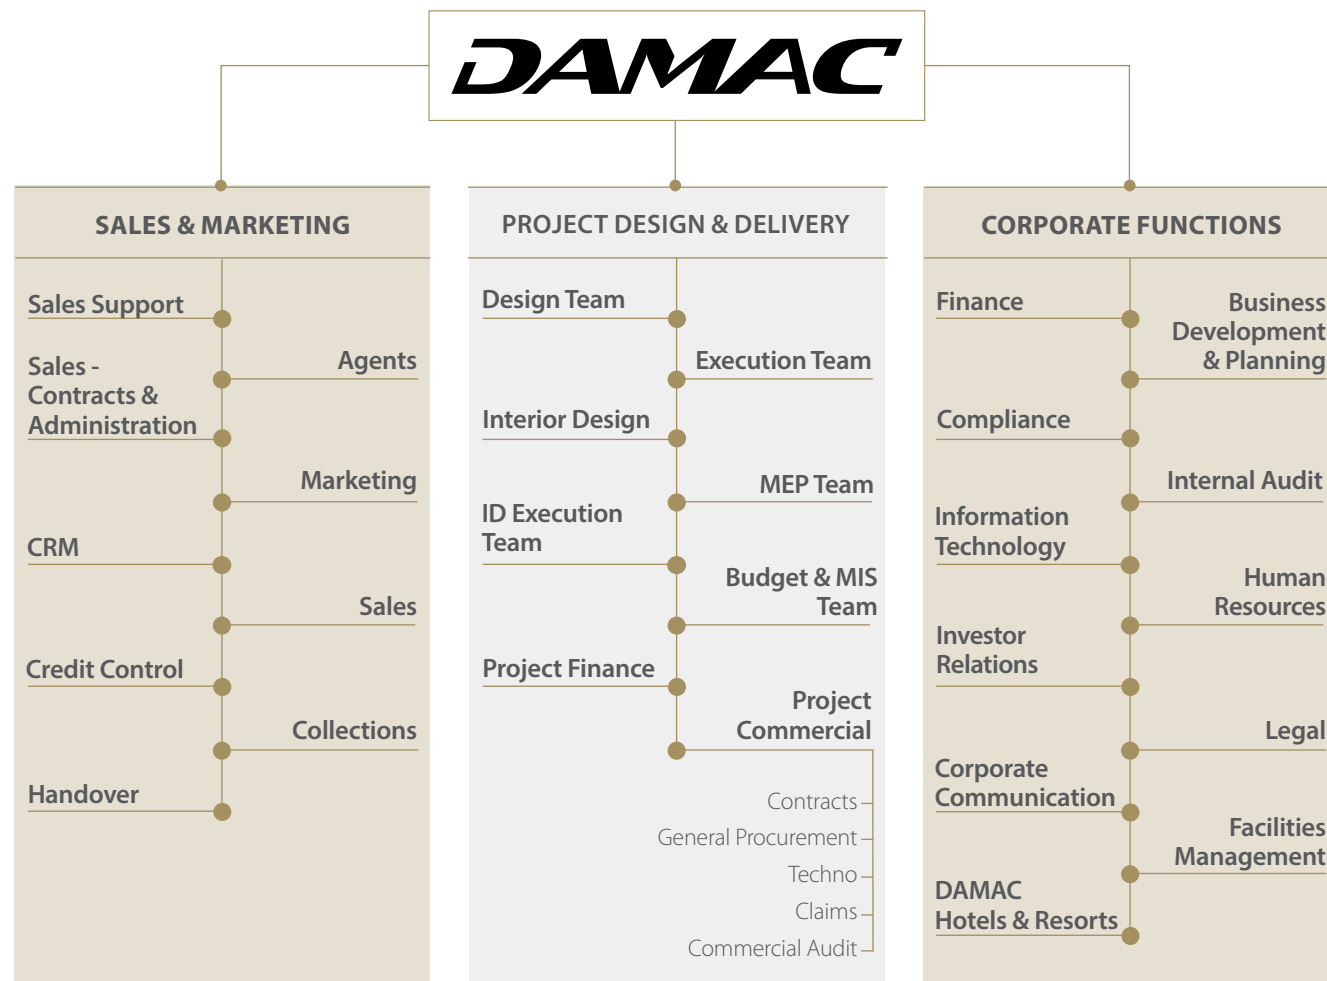 DAMAC
SALES & MARKETING
Sales Support
Agents
Sales -
Contracts &
Administration
Marketing
CRM
Sales
Credit Control
Collections
Handover
PROJECT DESIGN & DELIVERY
Design Team
Execution Team
Interior Design
MEP Team
ID Execution
Team
Budget & MIS
Team
Project Finance
Project
Commercial
Contracts
General Procurement
Techno
Claims
Commercial Audit
CORPORATE FUNCTIONS
Finance
Business
Development
& Planning
Compliance
Internal Audit
Information
Technology
Human
Resources
Investor
Relations
Legal
Corporate
Communication
Facilities
Management
DAMAC
Hotels & Resorts